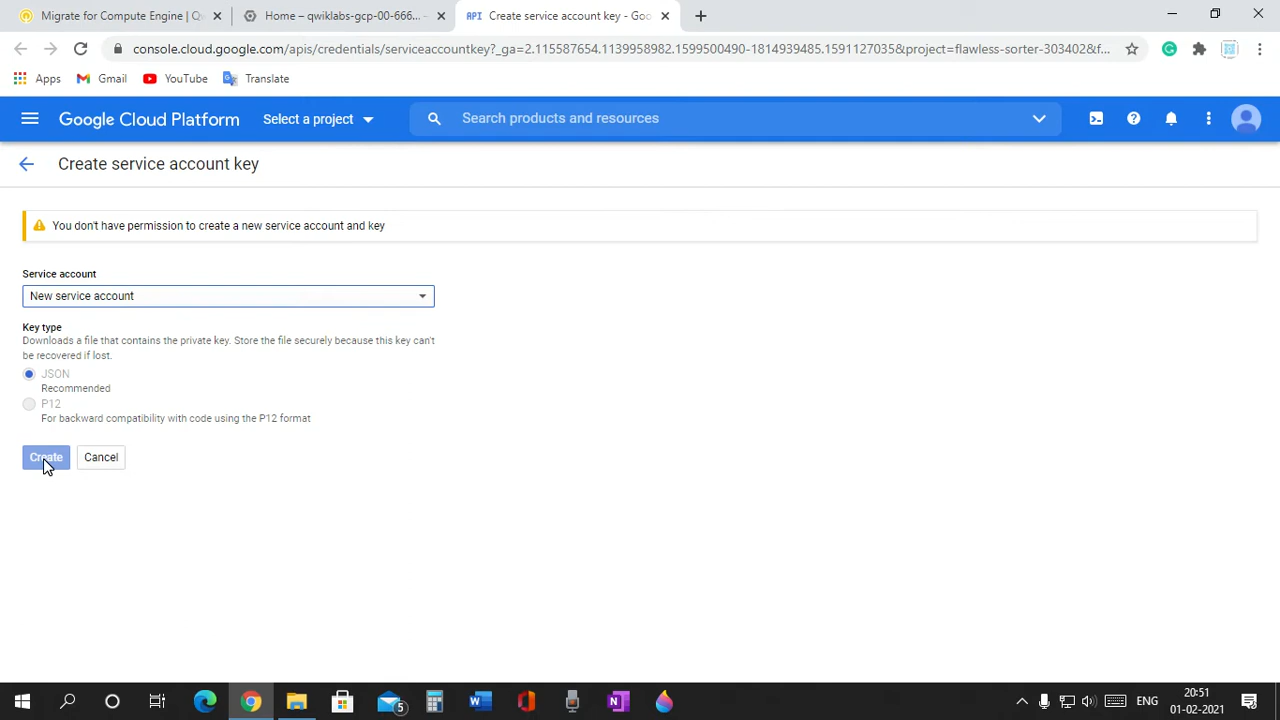 Migrate for Compute Engine | Qw
Home – qwiklabs-gcp-00-666...
API Create service account key - Goo
console.cloud.google.com/apis/credentials/serviceaccountkey?_ga=2.115587654.1139958982.1599500490-1814939485.1591127035&project=flawless-sorter-303402&f...
Apps Gmail YouTube Translate
Google Cloud Platform Select a project Search products and resources
Create service account key
You don't have permission to create a new service account and key
Service account
New service account
Key type
Downloads a file that contains the private key. Store the file securely because this key can't
be recovered if lost.
JSON
Recommended
P12
For backward compatibility with code using the P12 format
Create Cancel
5
ENG
20:51
01-02-2021